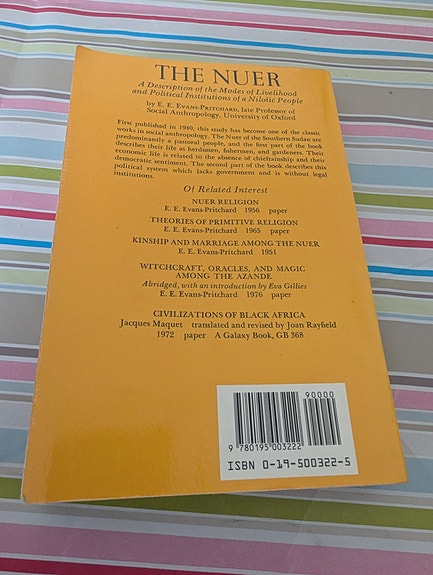 THE NUER
A Description of the Modes of Livelihood
and Political Institutions of a Nilotic People
by E. E. EVANS-PRITCHARD, late Professor of
Social Anthropology, University of Oxford
First published in 1940, this study has become one of the classic
works in social anthropology. The Nuer of the Southern Sudan are
predominantly a pastoral people, and the first part of the book
describes their life as herdsmen, fishermen, and gardeners. Their
economic life is related to the absence of chieftainship and their
democratic sentiment. The second part of the book describes this
political system which lacks government and is without legal
institutions.
Of Related Interest
NUER RELIGION
E. E. Evans-Pritchard 1956 paper
THEORIES OF PRIMITIVE RELIGION
E. E. Evans-Pritchard 1965 paper
KINSHIP AND MARRIAGE AMONG THE NUER
E. E. Evans-Pritchard 1951
WITCHCRAFT, ORACLES, AND MAGIC
AMONG THE AZANDE
Abridged, with an introduction by Eva Gillies
E. E. Evans-Pritchard 1976 paper
CIVILIZATIONS OF BLACK AFRICA
Jacques Maquet translated and revised by Joan Rayfield
1972 paper A Galaxy Book, GB 368
90000
9 780195 003222
ISBN 0-19-500322-5